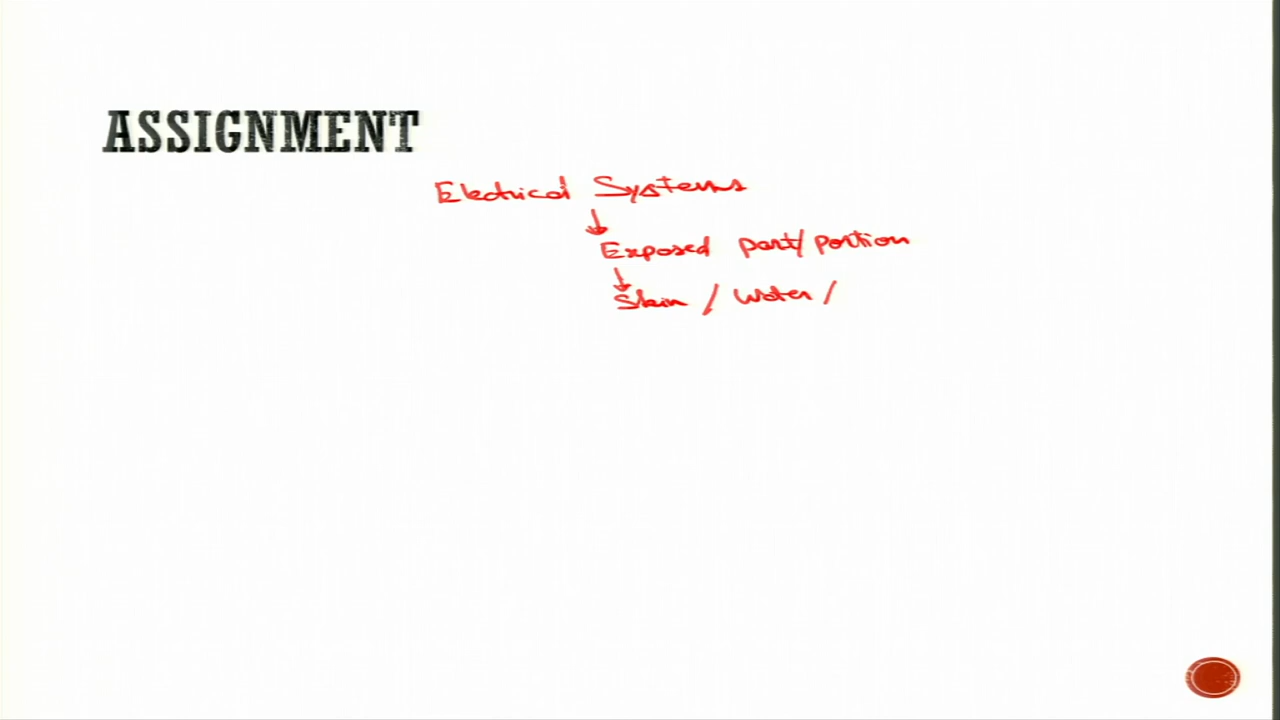 ASSIGNMENT
Electrical Systems
Exposed part/portion
Skin / Water /